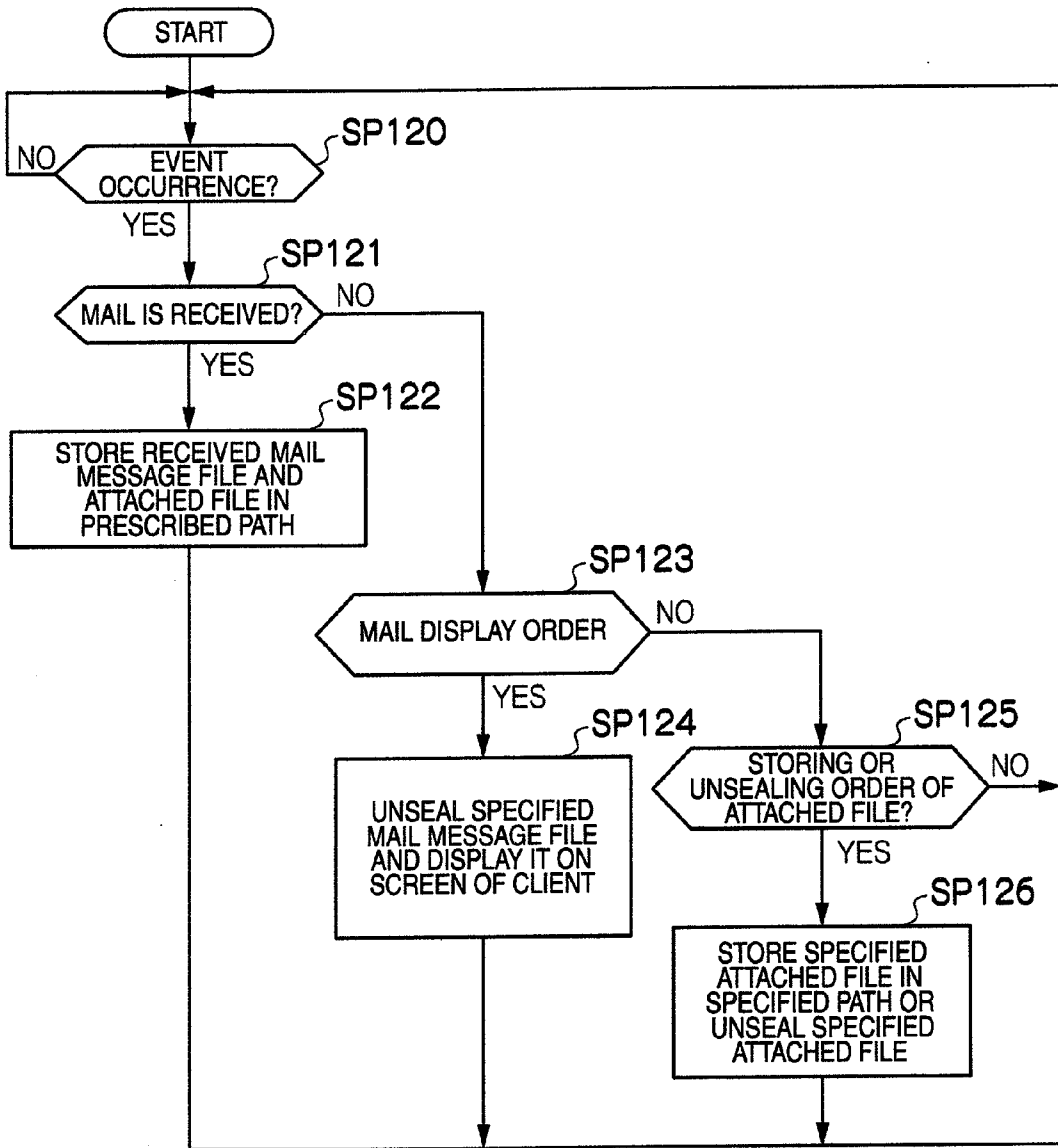 START
SP120
NO
EVENT
OCCURRENCE?
YES
SP121
MAIL IS RECEIVED?
NO
YES
SP122
STORE RECEIVED MAIL
MESSAGE FILE AND
ATTACHED FILE IN
PRESCRIBED PATH
SP123
MAIL DISPLAY ORDER
NO
YES
SP124
UNSEAL SPECIFIED
MAIL MESSAGE FILE
AND DISPLAY IT ON
SCREEN OF CLIENT
SP125
STORING OR
UNSEALING ORDER OF
ATTACHED FILE?
NO
YES
SP126
STORE SPECIFIED
ATTACHED FILE IN
SPECIFIED PATH OR
UNSEAL SPECIFIED
ATTACHED FILE